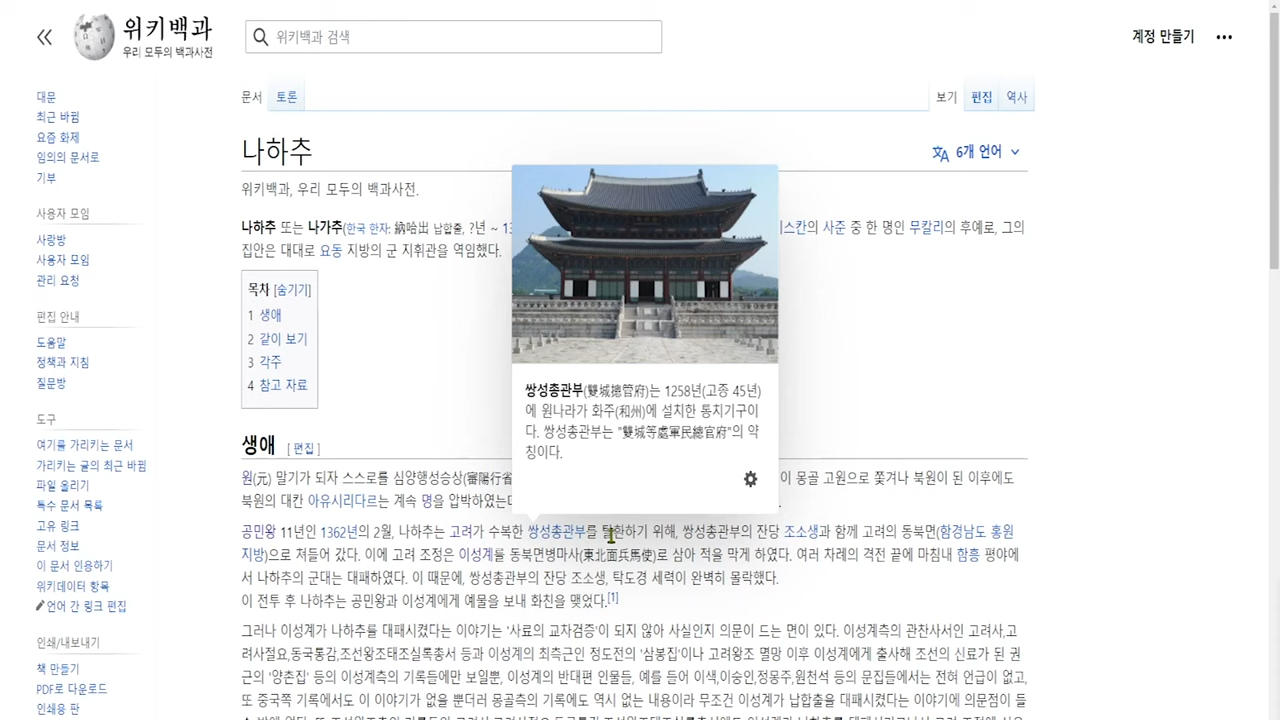 위키백과
우리 모두의 백과사전
위키백과 검색
계정 만들기
대문
최근 바뀜
요즘 화제
임의의 문서로
기부
사용자 모임
사랑방
사용자 모임
관리 요청
편집 안내
도움말
정책과 지침
질문방
도구
여기를 가리키는 문서
가리키는 글의 최근 바뀜
파일 올리기
특수 문서 목록
고유 링크
문서 정보
이 문서 인용하기
위키데이터 항목
언어 간 링크 편집
인쇄/내보내기
책 만들기
PDF로 다운로드
인쇄용 판
문서 토론
보기 편집 역사
나하추
6개 언어
위키백과, 우리 모두의 백과사전.
나하추 또는 나가추(한국 한자: 納哈出 납합출, ?년 ~ 13
스칸의 사준 중 한 명인 무칼리의 후예로, 그의
집안은 대대로 요동 지방의 군 지휘관을 역임했다.
목차 [숨기기]
1 생애
2 같이 보기
3 각주
4 참고 자료
쌍성총관부(雙城摠管府)는 1258년(고종 45년)
에 원나라가 화주(和州)에 설치한 통치기구이
다. 쌍성총관부는 "雙城等處軍民總官府"의 약
칭이다.
생애 [편집]
원(元) 말기가 되자 스스로를 심양행성승상(瀋陽行省
이 몽골 고원으로 쫓겨나 북원이 된 이후에도
북원의 대칸 아유시리다르는 계속 명을 압박하였는
공민왕 11년인 1362년의 2월, 나하추는 고려가 수복한 쌍성총관부를 탈환하기 위해, 쌍성총관부의 잔당 조소생과 함께 고려의 동북면(함경남도 홍원
지방)으로 쳐들어 갔다. 이에 고려 조정은 이성계를 동북면병마사(東北面兵馬使)로 삼아 적을 막게 하였다. 여러 차례의 격전 끝에 마침내 함흥 평야에
서 나하추의 군대는 대패하였다. 이 때문에, 쌍성총관부의 잔당 조소생, 탁도경 세력이 완벽히 몰락했다.
이 전투 후 나하추는 공민왕과 이성계에게 예물을 보내 화친을 맺었다.[1]
그러나 이성계가 나하추를 대패시켰다는 이야기는 '사료의 교차검증'이 되지 않아 사실인지 의문이 드는 면이 있다. 이성계측의 관찬사서인 고려사,고
려사절요,동국통감,조선왕조태조실록총서 등과 이성계의 최측근인 정도전의 '삼봉집'이나 고려왕조 멸망 이후 이성계에게 출사해 조선의 신료가 된 권
근의 '양촌집' 등의 이성계측의 기록들에만 보일뿐, 이성계의 반대편 인물들, 예를 들어 이색,이숭인,정몽주,원천석 등의 문집들에서는 전혀 언급이 없고,
또 중국쪽 기록에서도 이 이야기가 없을 뿐더러 몽골측의 기록에도 역시 없는 내용이라 무조건 이성계가 납합출을 대패시켰다는 이야기에 의문점이 들